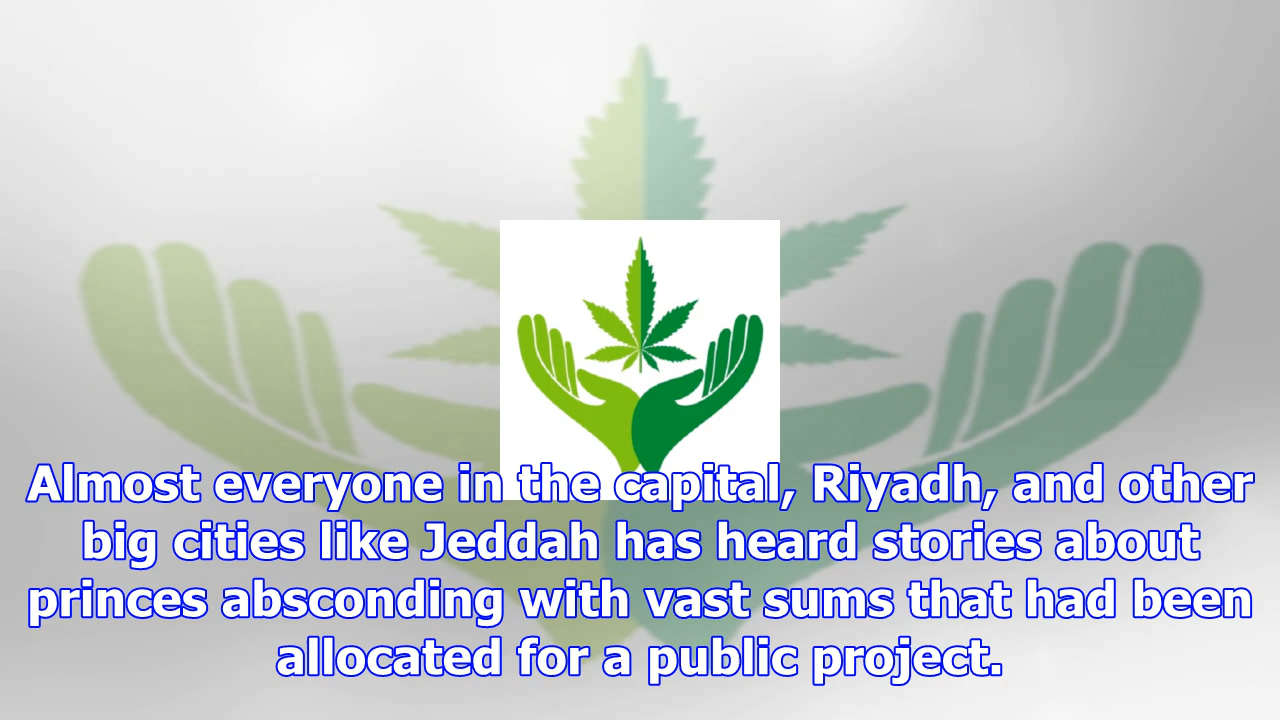 Almost everyone in the capital, Riyadh, and other
big cities like Jeddah has heard stories about
princes absconding with vast sums that had been
allocated for a public project.